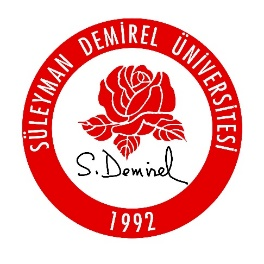 SÜLEYMAN DEMİREL ÜNİVERSİTESİ
S. Demirel
1992